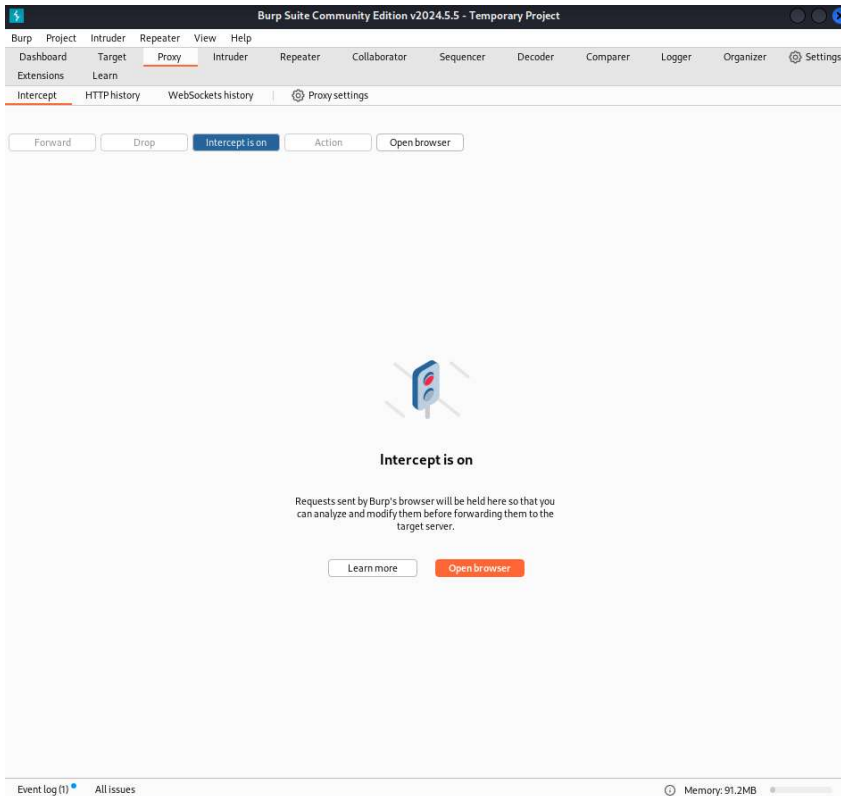 Burp Suite Community Edition v2024.5.5 - Temporary Project
Burp Project Intruder Repeater View Help
Dashboard Target Proxy Intruder Repeater Collaborator Sequencer Decoder Comparer Logger Organizer Settings
Extensions Learn
Intercept HTTP history WebSockets history Proxy settings
Forward Drop Intercept is on Action Open browser
Intercept is on
Requests sent by Burp's browser will be held here so that you
can analyze and modify them before forwarding them to the
target server.
Learn more Open browser
Event log (1) All issues Memory: 91.2MB